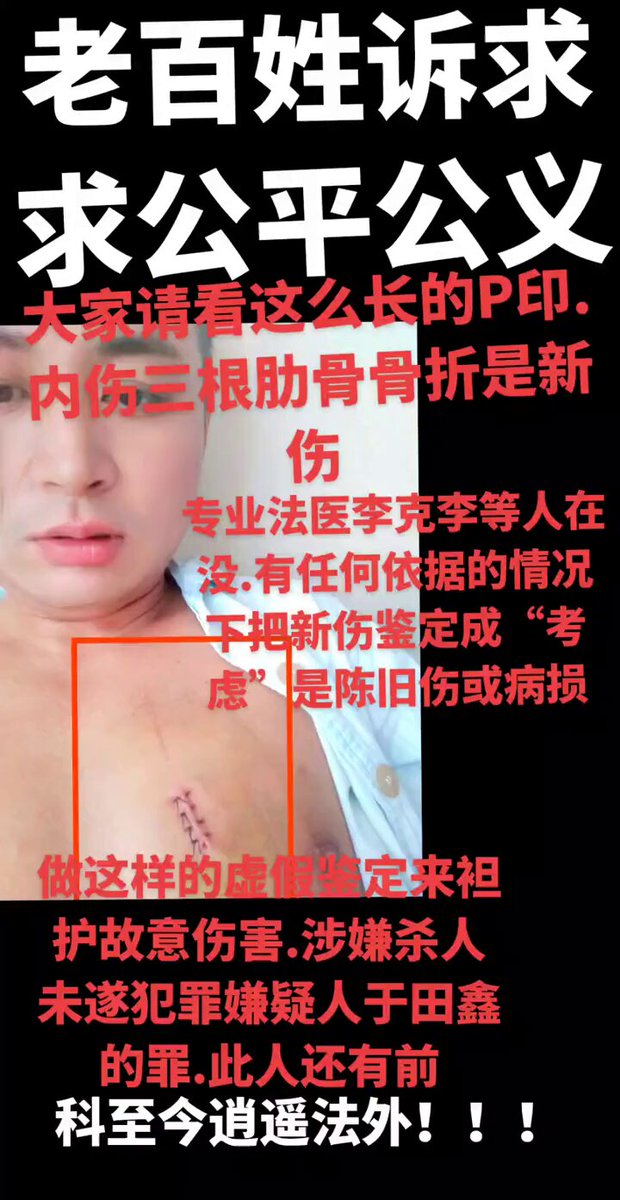 老百姓诉求
求公平公义
大家请看这么长的P印.
内伤三根肋骨骨折是新
伤
专业法医李克李等人在
没.有任何依据的情况
下把新伤鉴定成“考
虑”是陈旧伤或病损
做这样的虚假鉴定来袒
护故意伤害.涉嫌杀人
未遂犯罪嫌疑人于田鑫
的罪.此人还有前
科至今逍遥法外！！！